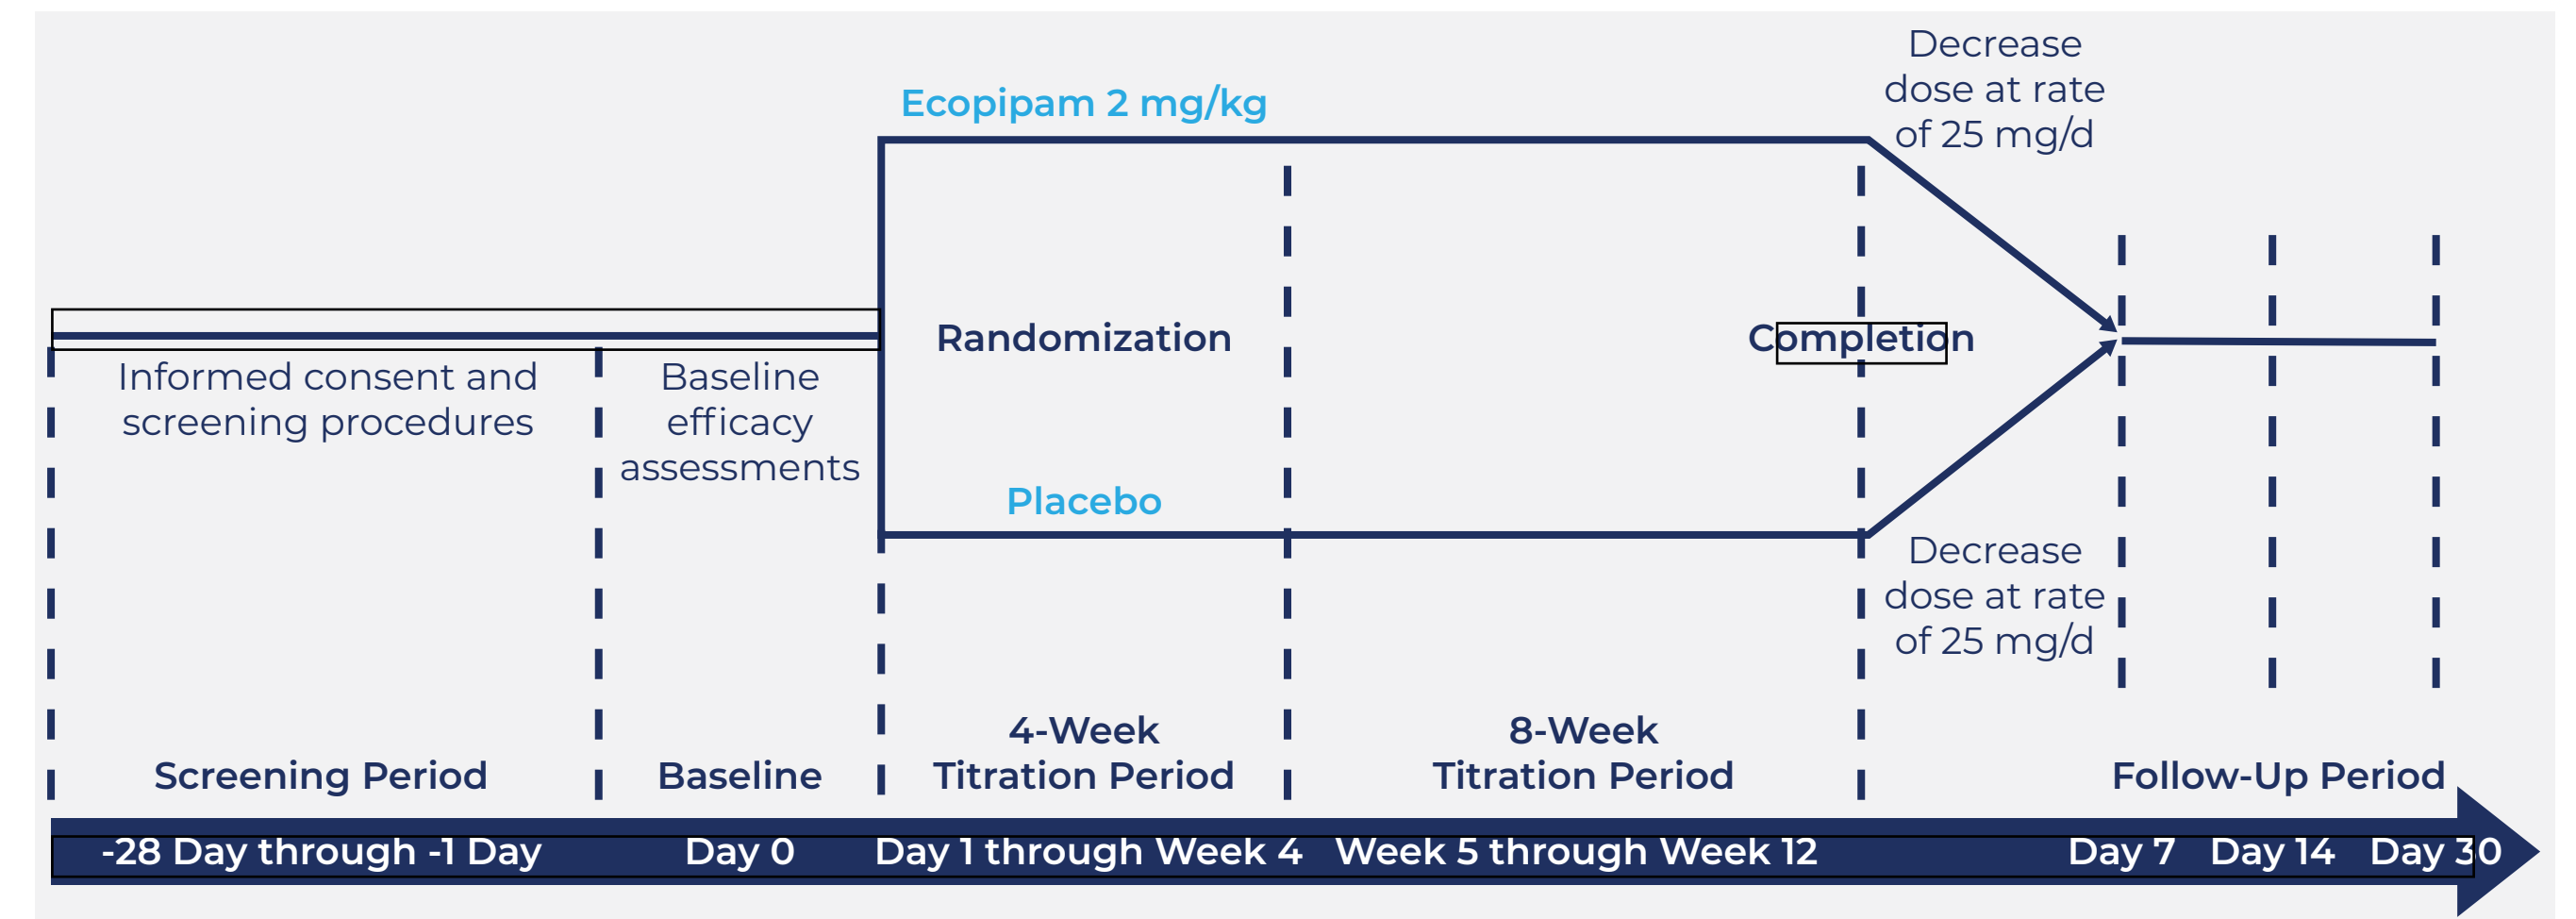 Decrease
dose at rate
of 25 mg/d
Ecopipam 2 mg/kg
Randomization
Completion
Informed consent and
screening procedures
Baseline
efficacy
assessments
Placebo
Decrease
dose at rate
of 25 mg/d
Screening Period
Baseline
4-Week
Titration Period
8-Week
Titration Period
Follow-Up Period
-28 Day through -1 Day
Day 0
Day 1 through Week 4
Week 5 through Week 12
Day 7
Day 14
Day 30